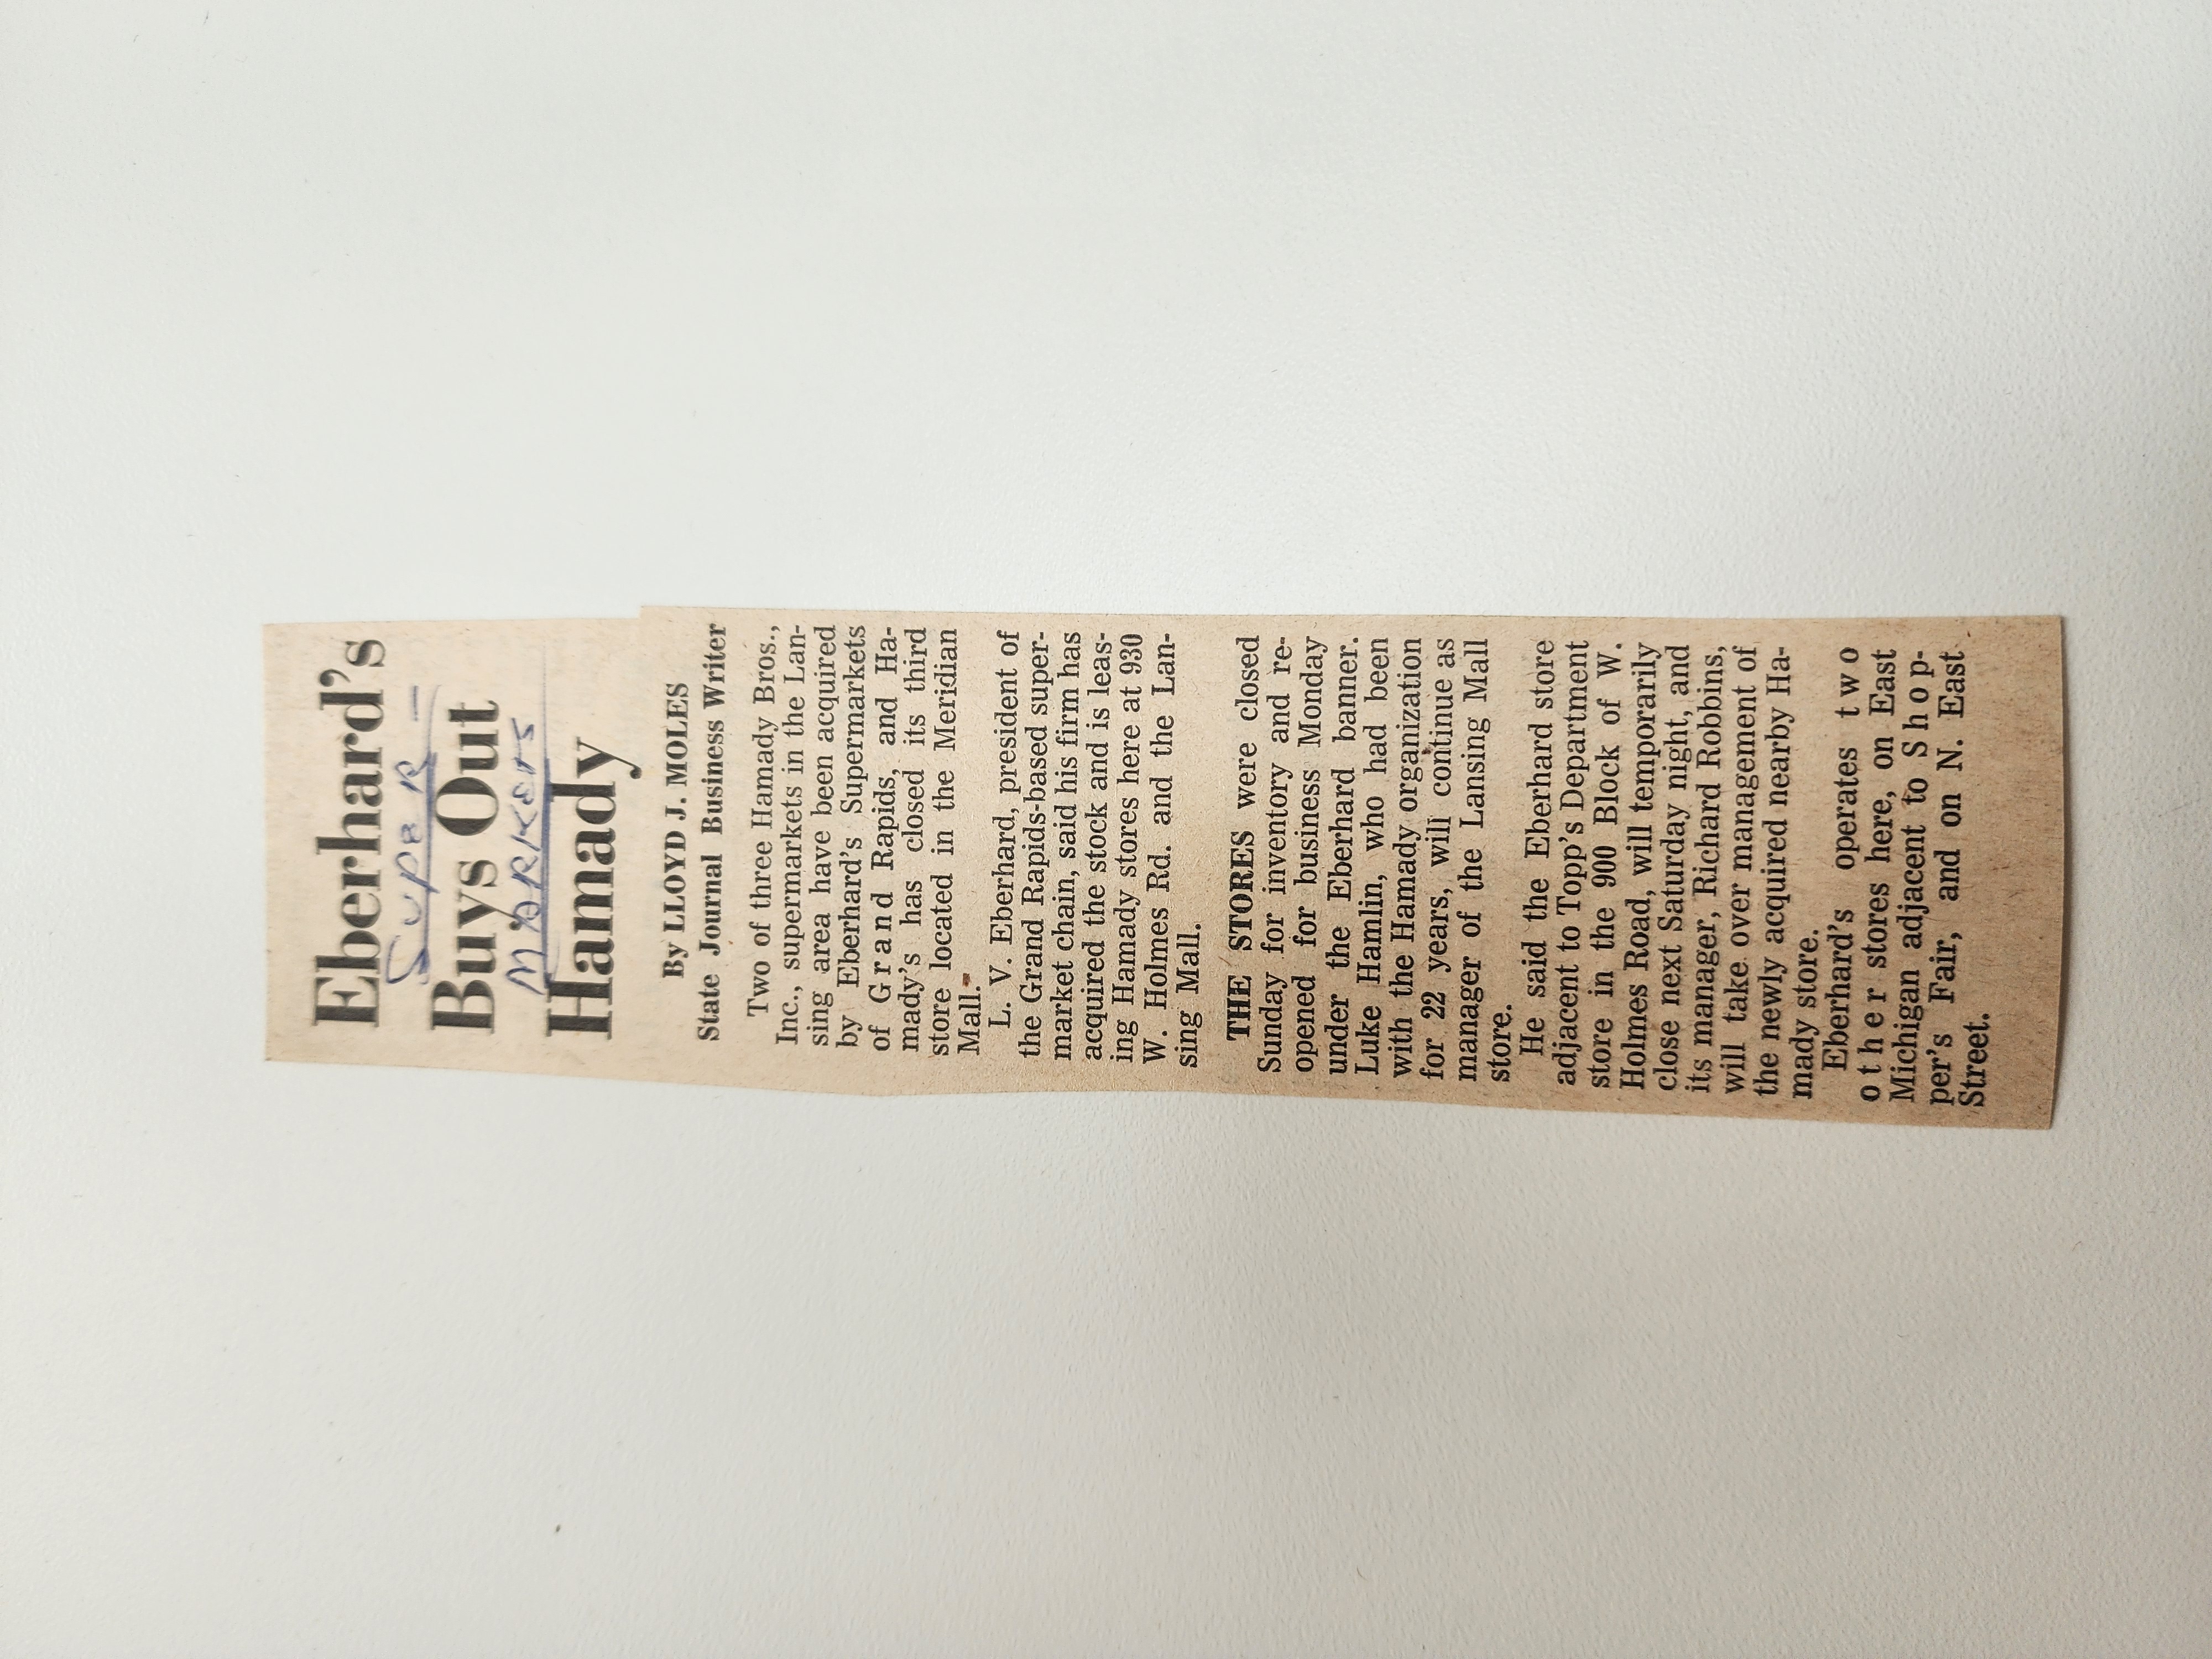 Eberhard's
SUPER -
Buys Out
MARKETS
Hamady
By LLOYD J. MOLES
State Journal Business Writer
Two of three Hamady Bros.,
Inc., supermarkets in the Lan-
sing area have been acquired
by Eberhard's Supermarkets
of Grand Rapids, and Ha-
mady's has closed its third
store located in the Meridian
Mall.
L. V. Eberhard, president of
the Grand Rapids-based super-
market chain, said his firm has
acquired the stock and is leas-
ing Hamady stores here at 930
W. Holmes Rd. and the Lan-
sing Mall.
THE STORES were closed
Sunday for inventory and re-
opened for business Monday
under the Eberhard banner.
Luke Hamlin, who had been
with the Hamady organization
for 22 years, will continue as
manager of the Lansing Mall
store.
He said the Eberhard store
adjacent to Topp's Department
store in the 900 Block of W.
Holmes Road, will temporarily
close next Saturday night, and
its manager, Richard Robbins,
will take over management of
the newly acquired nearby Ha-
mady store.
Eberhard's operates two
other stores here, on East
Michigan adjacent to Shop-
per's Fair, and on N. East
Street.